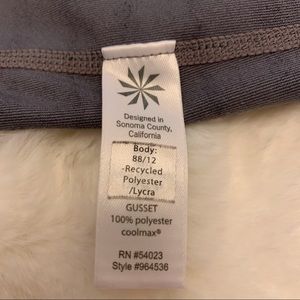 Designed in
Sonoma County,
California
Body:
88/12
-Recycled
Polyester
/Lycra
GUSSET
100% polyester
coolmax®
RN #54023
Style #964536